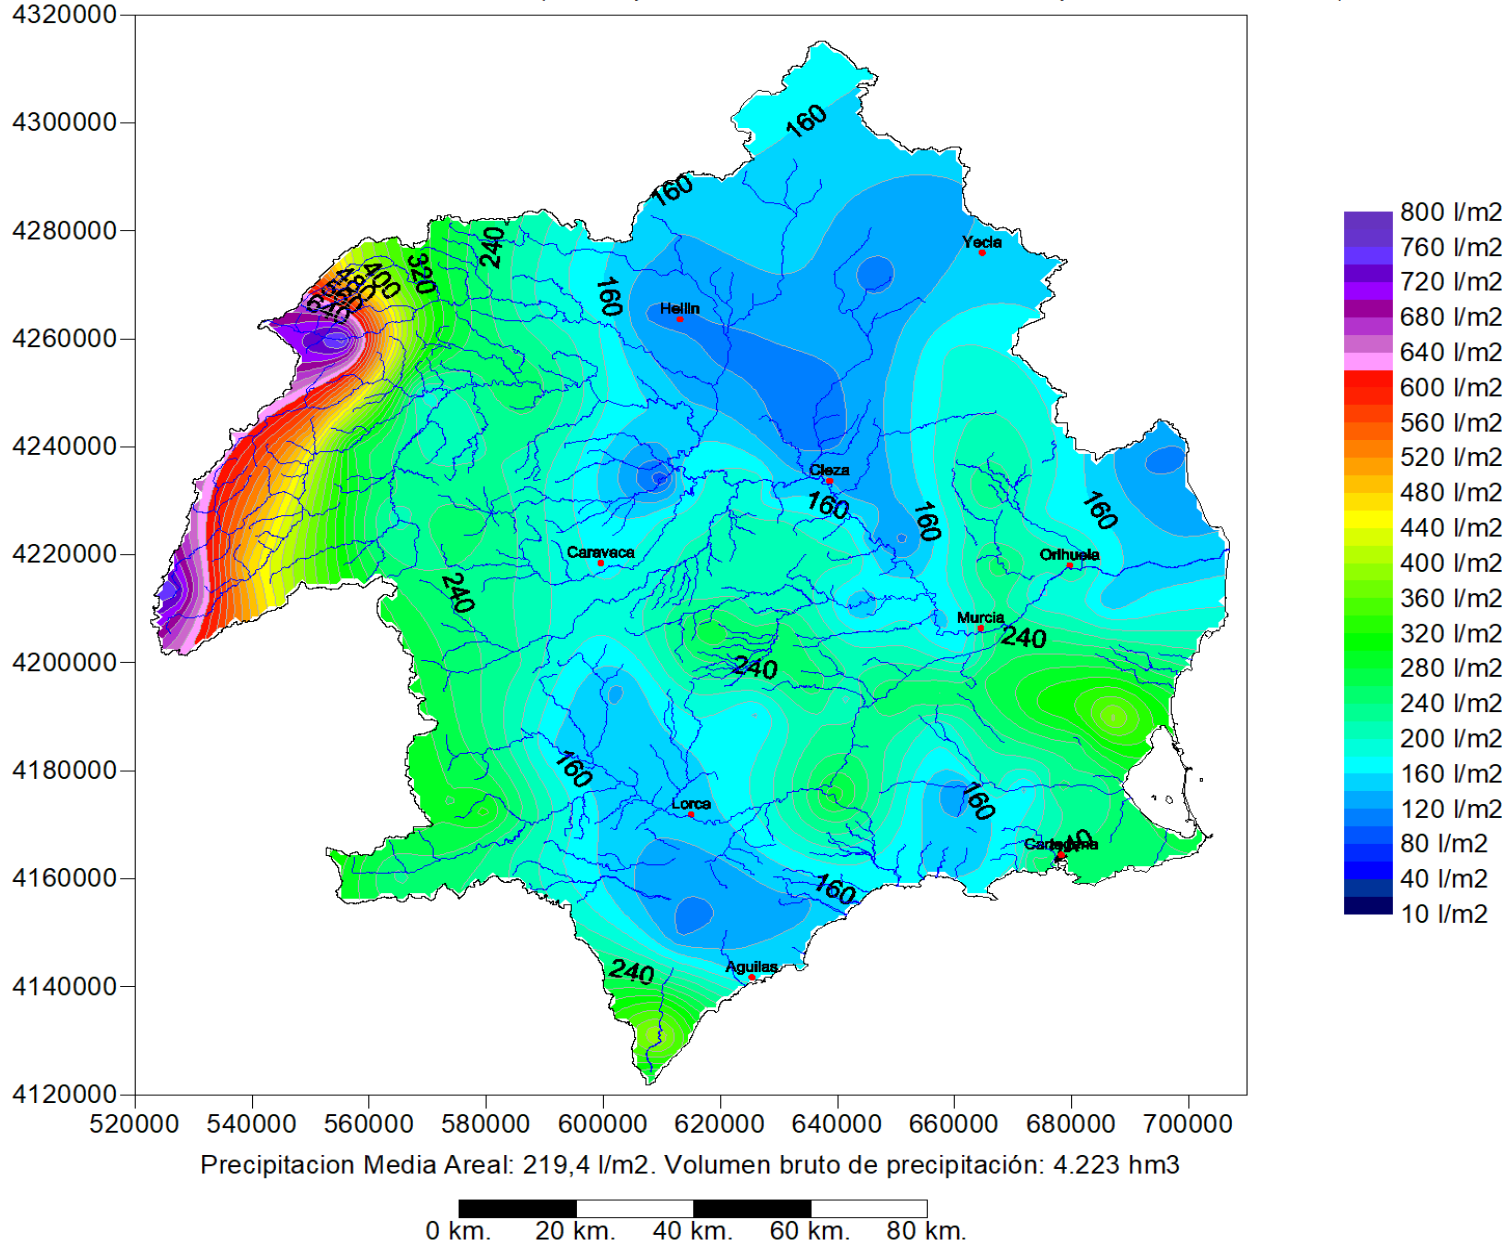 4320000
4300000
4280000
4260000
4240000
4220000
4200000
4180000
4160000
4140000
4120000
520000 540000 560000 580000 600000 620000 640000 660000 680000 700000
160
160
240
320
400
480
560
640
160
Yecla
Hellin
Cieza
160
160
160
Caravaca
Orihuela
240
Murcia
240
240
160
Lorca
160
Cartagena
240
160
240
Aguilas
800 l/m2
760 l/m2
720 l/m2
680 l/m2
640 l/m2
600 l/m2
560 l/m2
520 l/m2
480 l/m2
440 l/m2
400 l/m2
360 l/m2
320 l/m2
280 l/m2
240 l/m2
200 l/m2
160 l/m2
120 l/m2
80 l/m2
40 l/m2
10 l/m2
Precipitacion Media Areal: 219,4 l/m2. Volumen bruto de precipitación: 4.223 hm3
0 km. 20 km. 40 km. 60 km. 80 km.